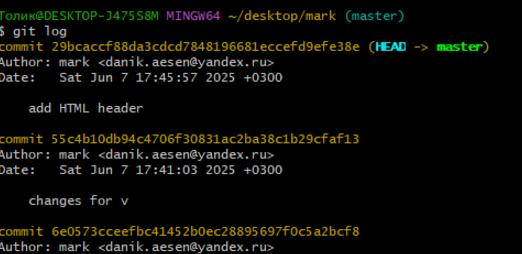 Толик@DESKTOP-J475S8M MINGW64 ~/desktop/mark (master)
$ git log
commit 29bcaccf88da3cdcd7848196681eccefd9efe38e (HEAD -> master)
Author: mark <danik.aesen@yandex.ru>
Date:   Sat Jun 7 17:45:57 2025 +0300
    add HTML header
commit 55c4b10db94c4706f30831ac2ba38c1b29cfaf13
Author: mark <danik.aesen@yandex.ru>
Date:   Sat Jun 7 17:41:03 2025 +0300
    changes for v
commit 6e0573cceefbc41452b0ec28895697f0c5a2bcf8
Author: mark <danik.aesen@yandex.ru>